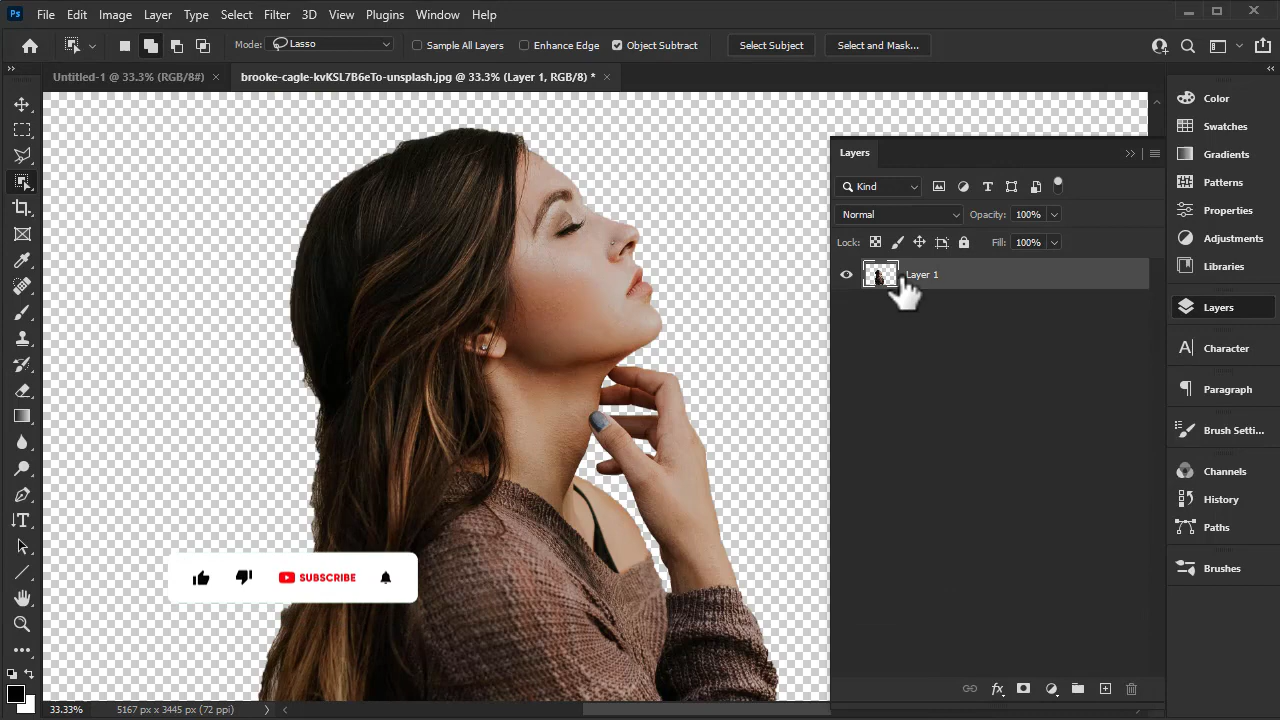 Ps File Edit Image Layer Type Select Filter 3D View Plugins Window Help
Mode: Lasso Sample All Layers Enhance Edge Object Subtract Select Subject Select and Mask...
Untitled-1 @ 33.3% (RGB/8#) × brooke-cagle-kvKSL7B6eTo-unsplash.jpg @ 33.3% (Layer 1, RGB/8) * ×
Layers
Kind
Normal Opacity: 100%
Lock: Fill: 100%
Layer 1
Color
Swatches
Gradients
Patterns
Properties
Adjustments
Libraries
Layers
Character
Paragraph
Brush Setti...
Channels
History
Paths
Brushes
SUBSCRIBE
33.33% 5167 px x 3445 px (72 ppi)